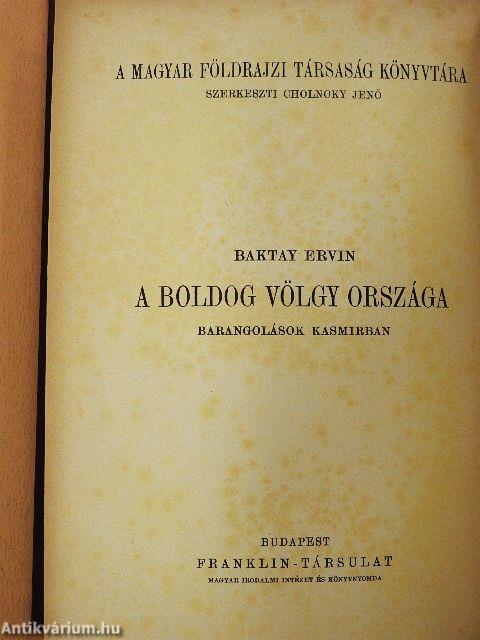 A MAGYAR FÖLDRAJZI TÁRSASÁG KÖNYVTÁRA
SZERKESZTI CHOLNOKY JENŐ
BAKTAY ERVIN
A BOLDOG VÖLGY ORSZÁGA
BARANGOLÁSOK KASMIRBAN
BUDAPEST
FRANKLIN-TÁRSULAT
MAGYAR IRODALMI INTÉZET ÉS KÖNYVNYOMDA
Antikvárium.hu